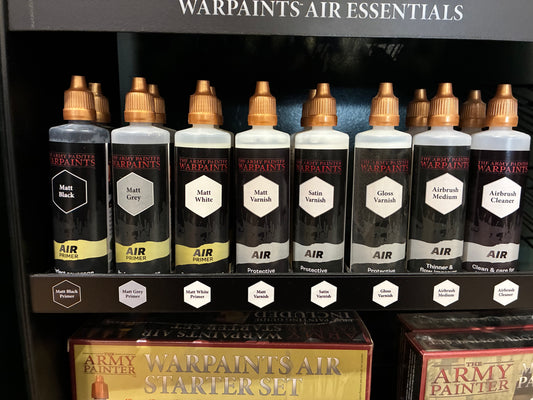 WARPAINTS™ AIR ESSENTIALS
THE ARMY PAINTER
WARPAINTS
Matt
Black
AIR
PRIMER
THE ARMY PAINTER
WARPAINTS
Matt
Grey
AIR
PRIMER
THE ARMY PAINTER
WARPAINTS
Matt
White
AIR
PRIMER
THE ARMY PAINTER
WARPAINTS
Matt
Varnish
AIR
Protective
THE ARMY PAINTER
WARPAINTS
Satin
Varnish
AIR
Protective
THE ARMY PAINTER
WARPAINTS
Gloss
Varnish
AIR
Protective
THE ARMY PAINTER
WARPAINTS
Airbrush
Medium
AIR
Thinner &
THE ARMY PAINTER
WARPAINTS
Airbrush
Cleaner
AIR
Clean & care for
Matt Black
Primer
Matt Grey
Primer
Matt White
Primer
Matt
Varnish
Satin
Varnish
Gloss
Varnish
Airbrush
Medium
Airbrush
Cleaner
WARPAINTS AIR
STARTER
INCLUDED
THE
ARMY
PAINTER
WARPAINTS AIR
STARTER SET
THE
ARMY
PAINTER